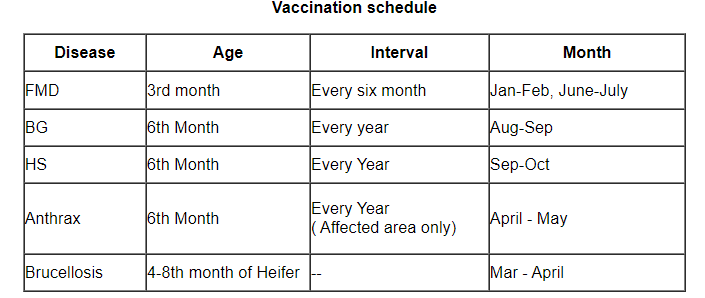 Vaccination schedule
Disease Age Interval Month
FMD 3rd month Every six month Jan-Feb, June-July
BG 6th Month Every year Aug-Sep
HS 6th Month Every Year Sep-Oct
Anthrax 6th Month Every Year
( Affected area only) April - May
Brucellosis 4-8th month of Heifer -- Mar - April